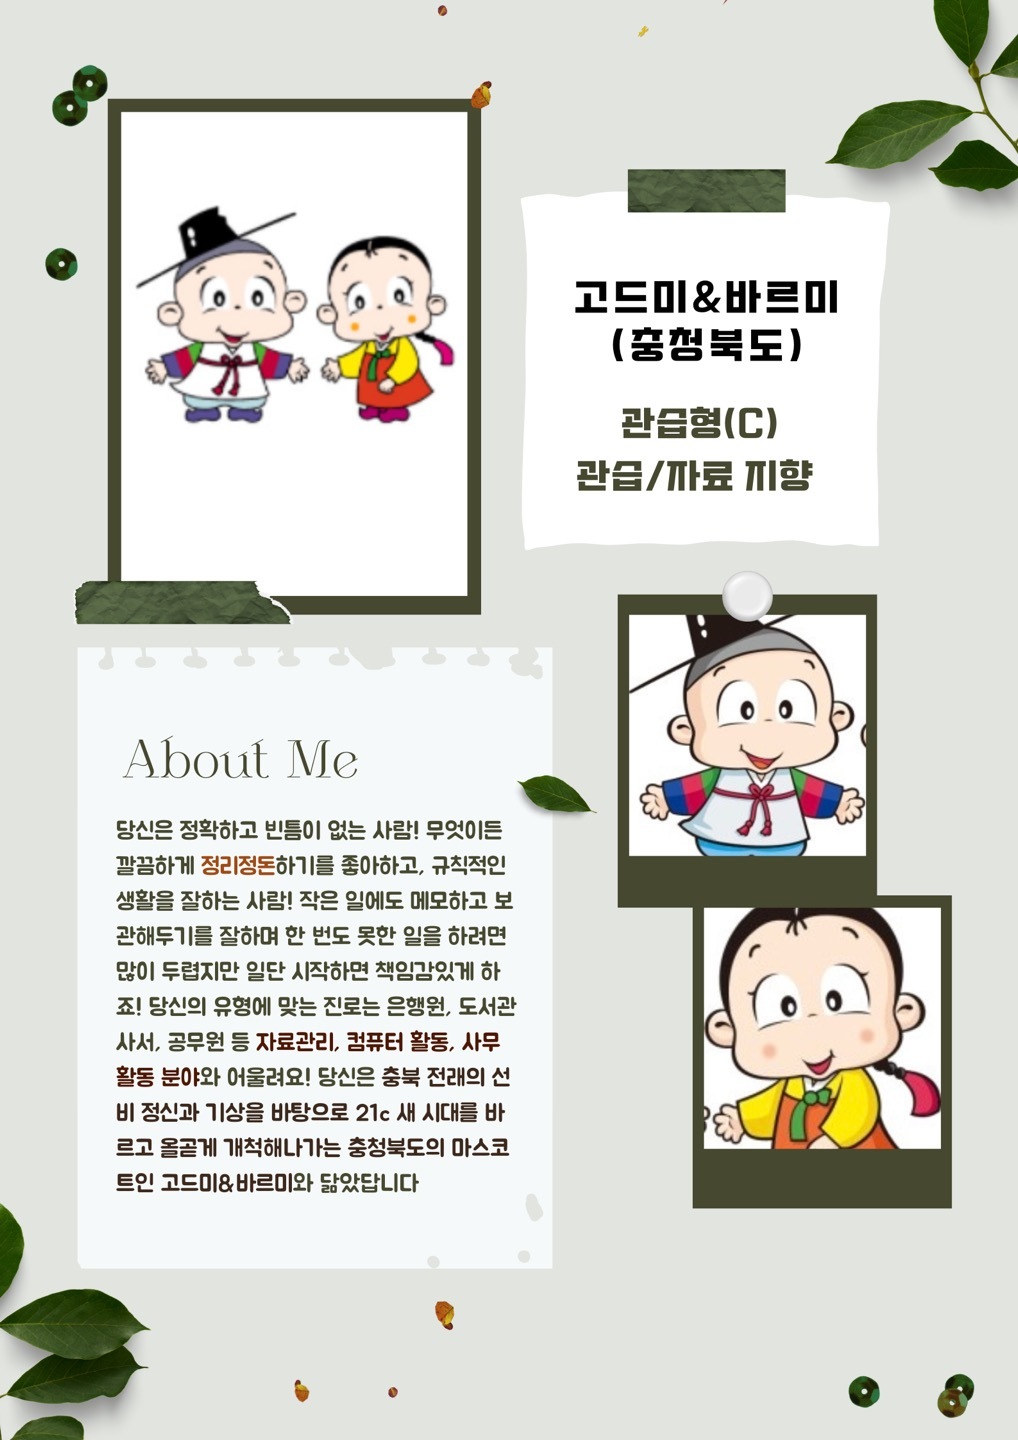 고드미&바르미
(충청북도)
관습형(C)
관습/자료 지향
About Me
당신은 정확하고 빈틈이 없는 사람! 무엇이든
깔끔하게 정리정돈하기를 좋아하고, 규칙적인
생활을 잘하는 사람! 작은 일에도 메모하고 보
관해두기를 잘하며 한 번도 못한 일을 하려면
많이 두렵지만 일단 시작하면 책임감있게 하
죠! 당신의 유형에 맞는 진로는 은행원, 도서관
사서, 공무원 등 자료관리, 컴퓨터 활동, 사무
활동 분야와 어울려요! 당신은 충북 전래의 선
비 정신과 기상을 바탕으로 21c 새 시대를 바
르고 올곧게 개척해나가는 충청북도의 마스코
트인 고드미&바르미와 닮았답니다